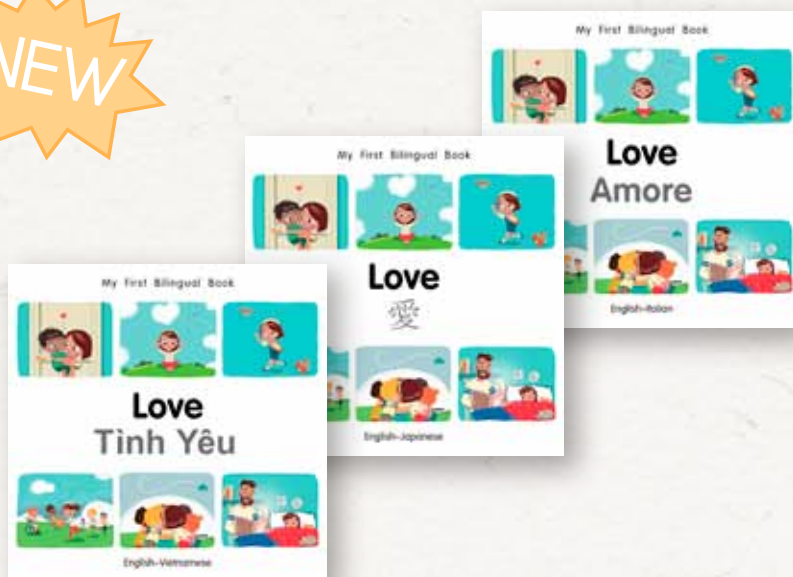 NEW
My First Bilingual Book
Love
Amore
English-Italian
My First Bilingual Book
Love
愛
English-Japanese
My First Bilingual Book
Love
Tình Yêu
English-Vietnamese